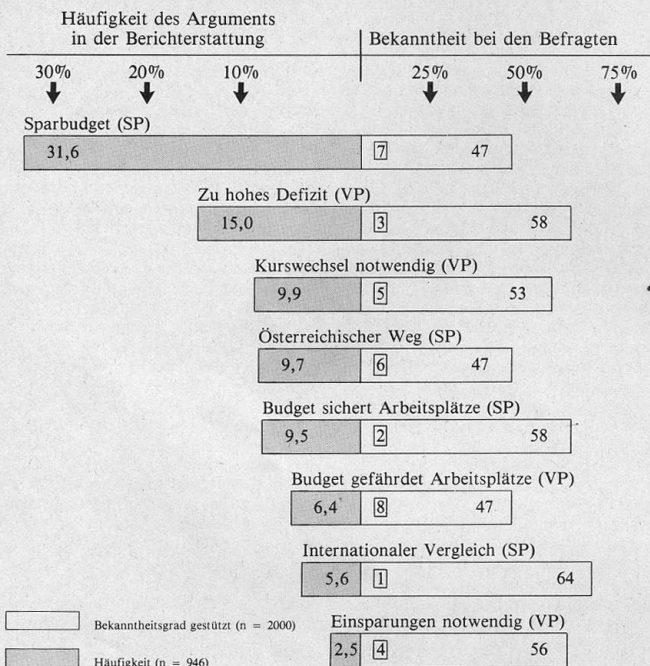 Häufigkeit des Arguments
in der Berichterstattung
Bekanntheit bei den Befragten
30% 20% 10% 25% 50% 75%
Sparbudget (SP)
31,6 7 47
Zu hohes Defizit (VP)
15,0 3 58
Kurswechsel notwendig (VP)
9,9 5 53
Österreichischer Weg (SP)
9,7 6 47
Budget sichert Arbeitsplätze (SP)
9,5 2 58
Budget gefährdet Arbeitsplätze (VP)
6,4 8 47
Internationaler Vergleich (SP)
5,6 1 64
Bekanntheitsgrad gestützt (n = 2000)
Einsparungen notwendig (VP)
2,5 4 56
Häufigkeit (n = 946)